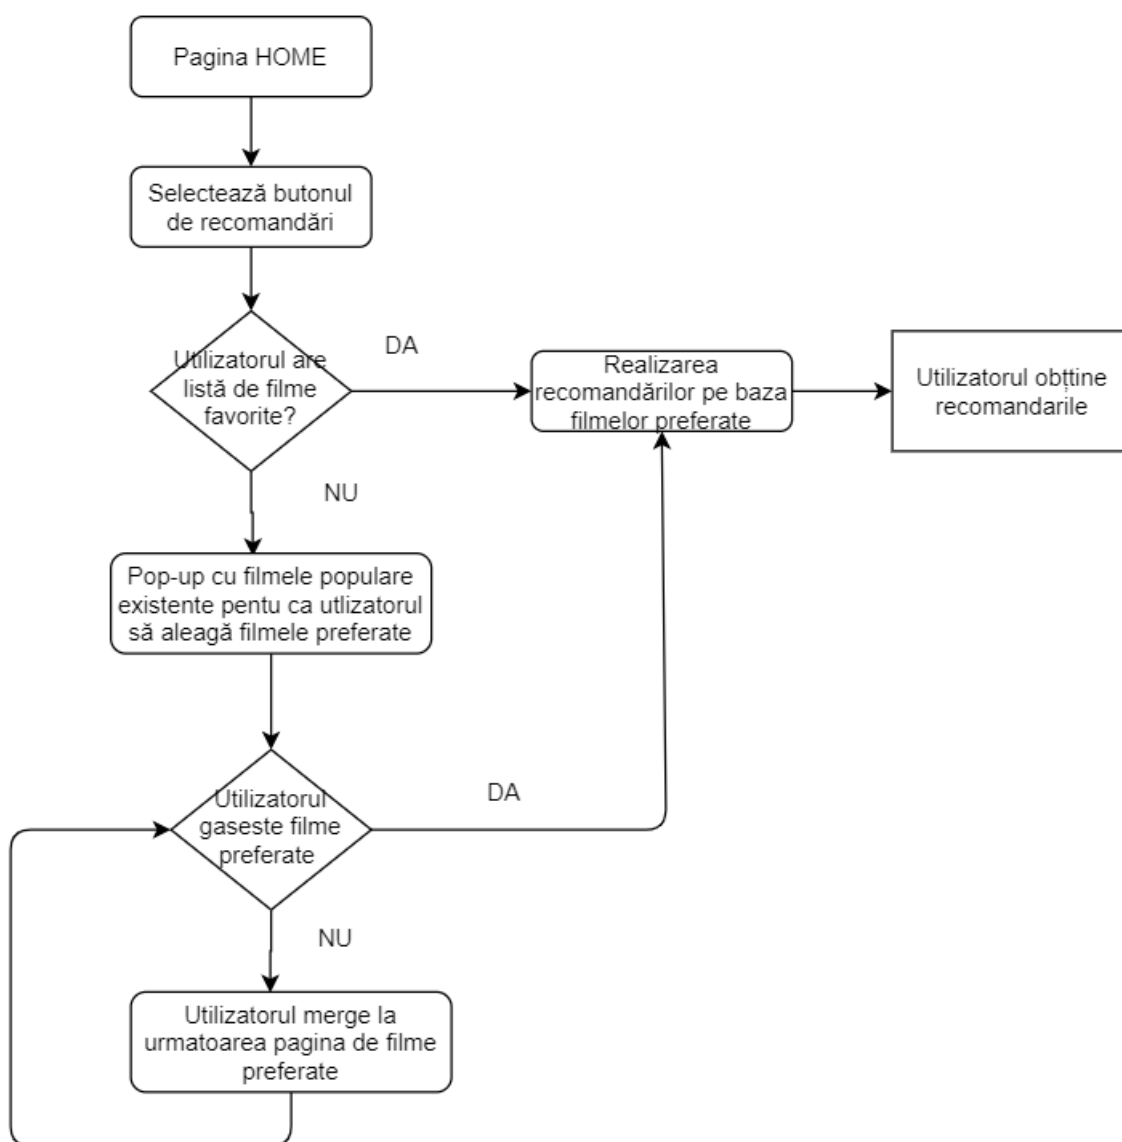 Pagina HOME
Selectează butonul
de recomandări
Utilizatorul are
listă de filme
favorite?
DA
Realizarea
recomandărilor pe baza
filmelor preferate
Utilizatorul obțtine
recomandarile
NU
Pop-up cu filmele populare
existente pentu ca utlizatorul
să aleagă filmele preferate
Utilizatorul
gaseste filme
preferate
DA
NU
Utilizatorul merge la
urmatoarea pagina de filme
preferate